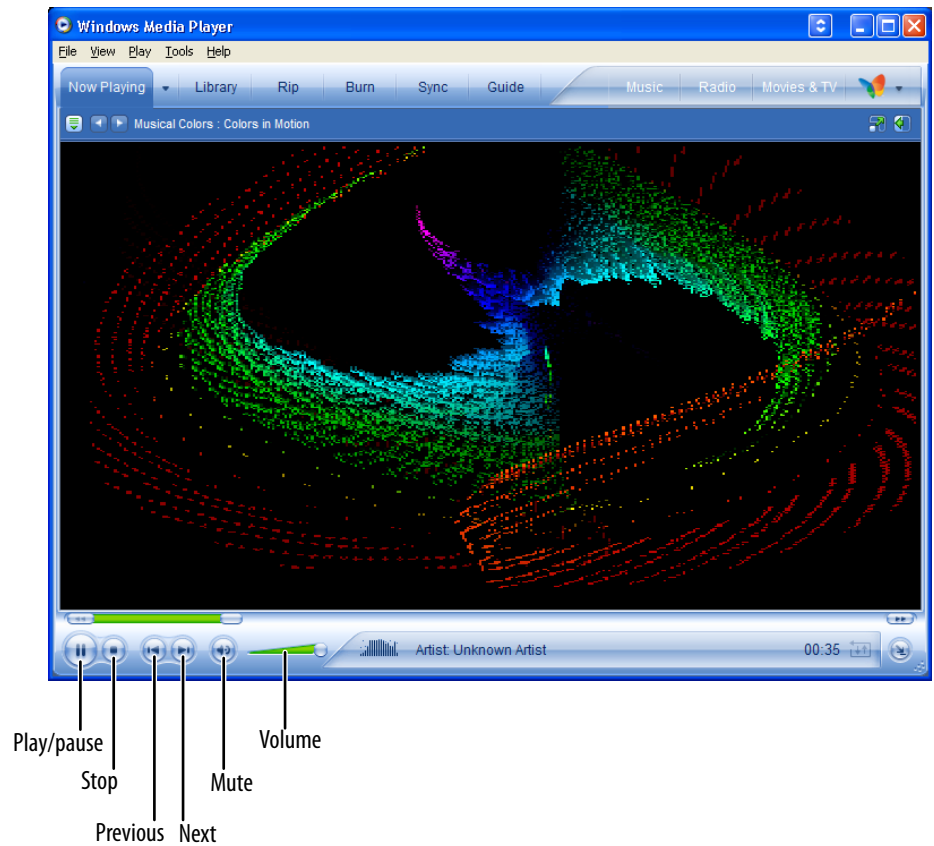 Windows Media Player
File View Play Tools Help
Now Playing Library Rip Burn Sync Guide Music Radio Movies & TV
Musical Colors : Colors in Motion
Artist: Unknown Artist 00:35
Play/pause
Volume
Stop
Mute
Previous Next